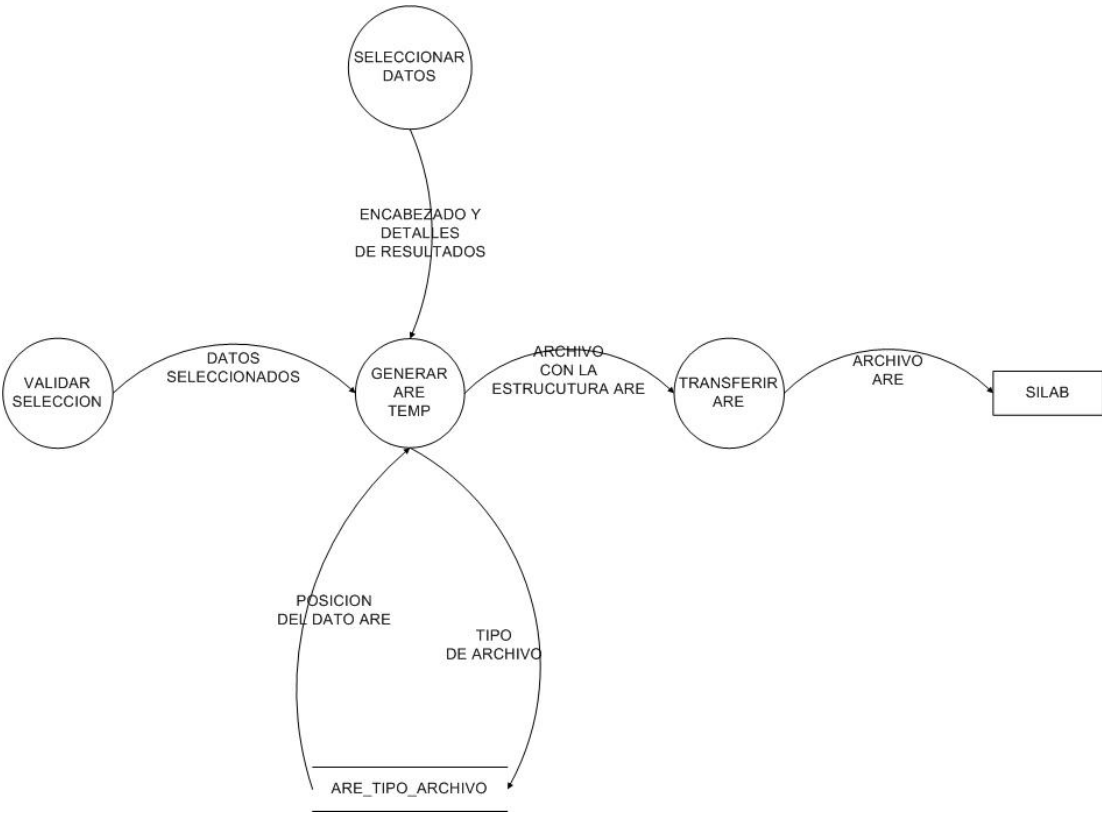 SELECCIONAR
DATOS
ENCABEZADO Y
DETALLES
DE RESULTADOS
VALIDAR
SELECCION
DATOS
SELECCIONADOS
GENERAR
ARE
TEMP
ARCHIVO
CON LA
ESTRUCUTURA ARE
TRANSFERIR
ARE
ARCHIVO
ARE
SILAB
POSICION
DEL DATO ARE
TIPO
DE ARCHIVO
ARE_TIPO_ARCHIVO